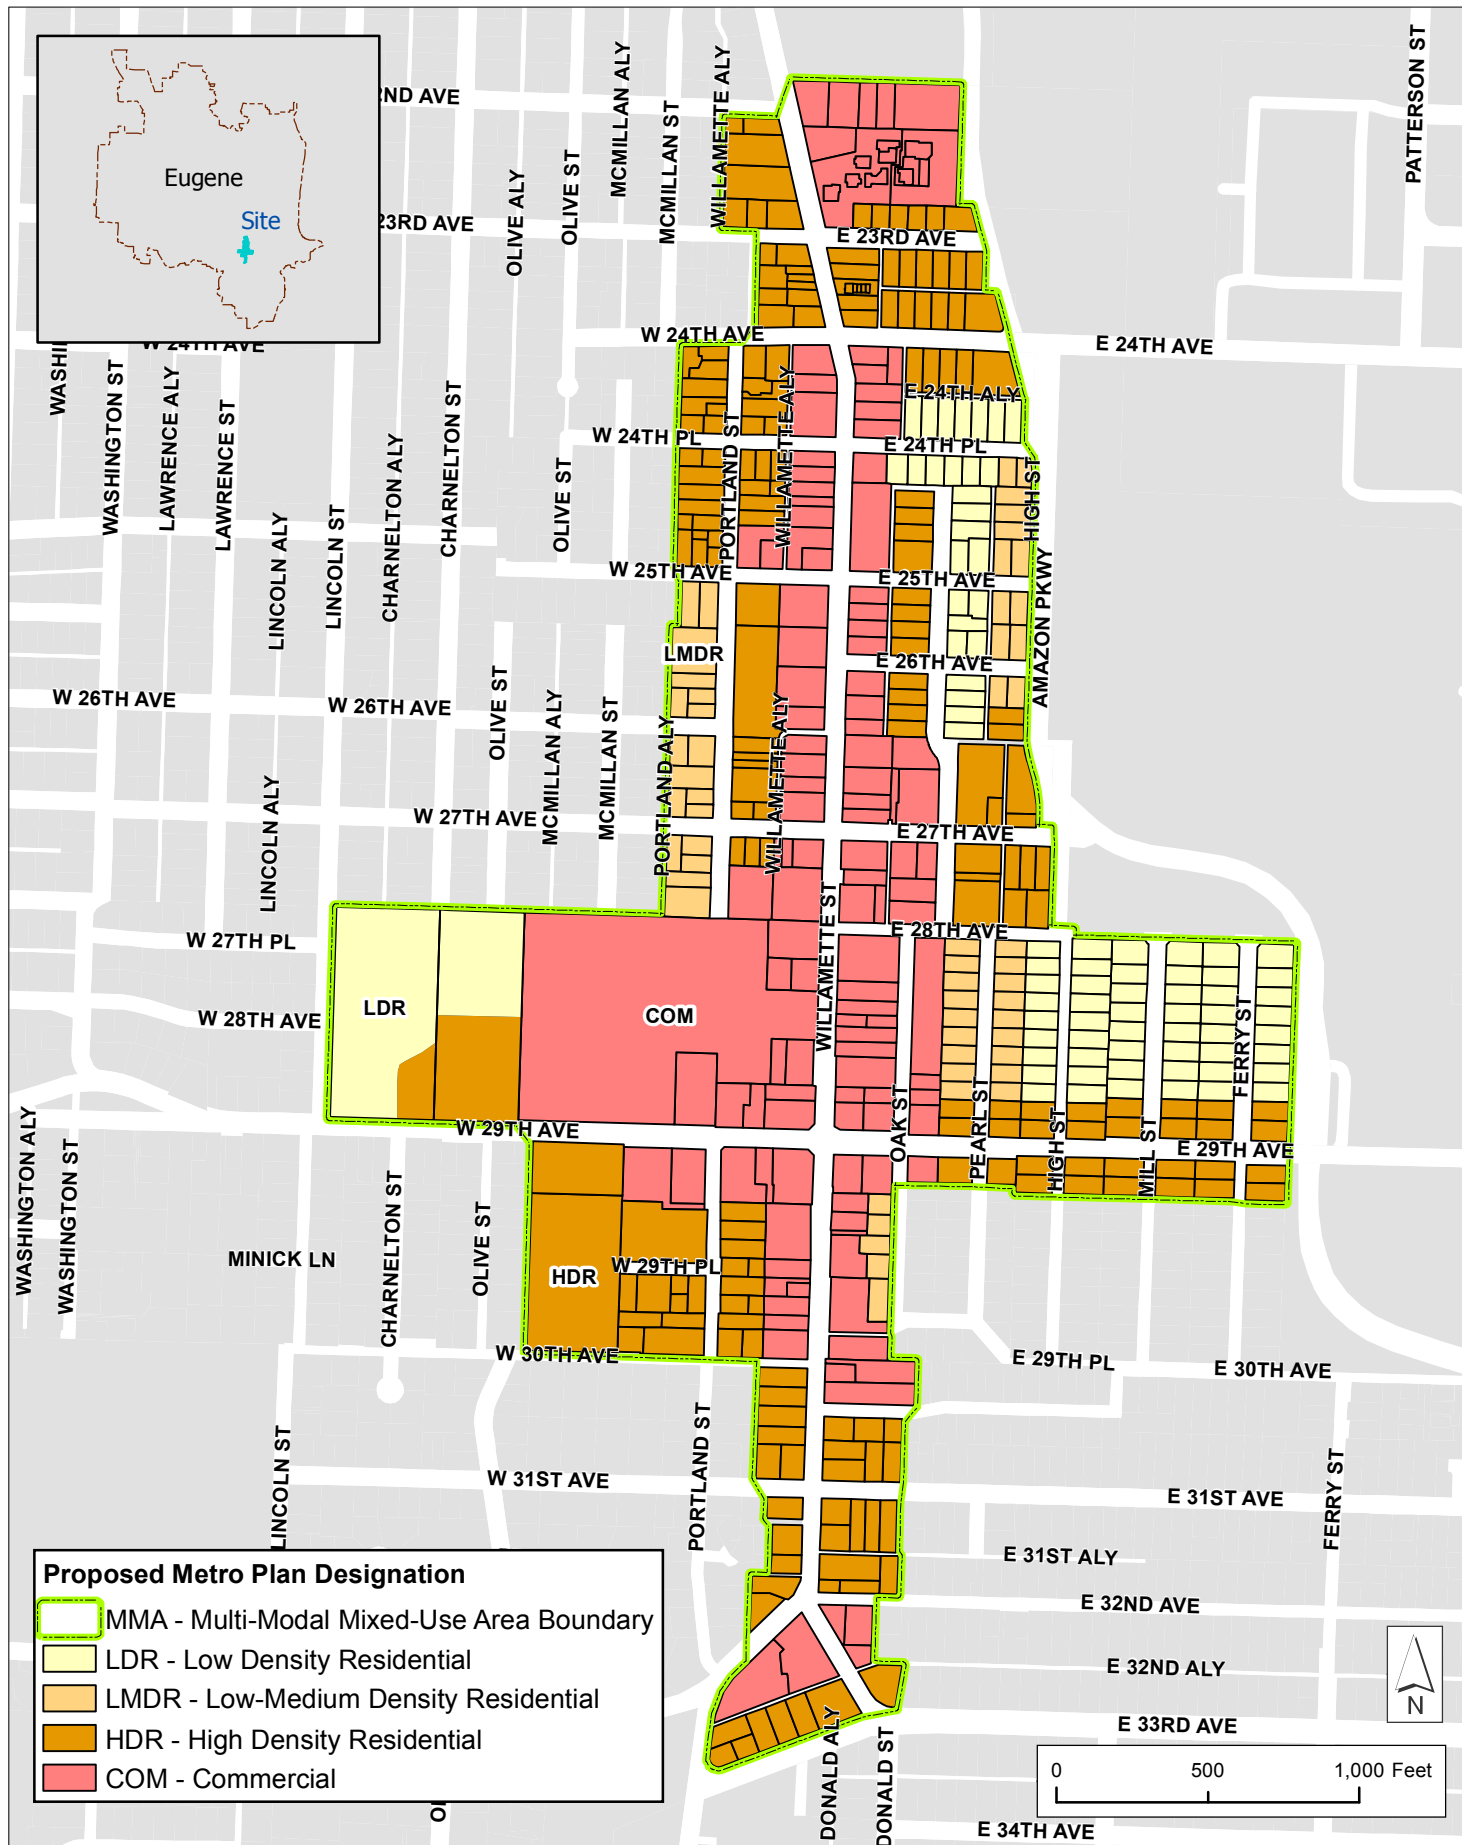 Eugene
Site
2ND AVE
23RD AVE
W 24TH AVE
WASHINGTON ST
LAWRENCE ALY
LAWRENCE ST
LINCOLN ALY
LINCOLN ST
CHARNELTON ALY
CHARNELTON ST
OLIVE ALY
OLIVE ST
MCMILLAN ALY
MCMILLAN ST
WILLAMETTE ALY
PATTERSON ST
E 23RD AVE
W 24TH AVE
E 24TH AVE
E 24TH ALY
W 24TH PL
E 24TH PL
OLIVE ST
PORTLAND ST
WILLAMETTE ALY
HIGH ST
W 25TH AVE
E 25TH AVE
AMAZON PKWY
LMDR
E 26TH AVE
W 26TH AVE
W 26TH AVE
OLIVE ST
MCMILLAN ALY
MCMILLAN ST
PORTLAND ALY
WILLAMETTE ALY
LINCOLN ALY
W 27TH AVE
E 27TH AVE
WILLAMETTE ST
W 27TH PL
E 28TH AVE
W 28TH AVE
LDR
COM
FERRY ST
OAK ST
PEARL ST
HIGH ST
MILL ST
W 29TH AVE
E 29TH AVE
WASHINGTON ALY
WASHINGTON ST
MINICK LN
CHARNELTON ST
OLIVE ST
HDR
W 29TH PL
W 30TH AVE
E 29TH PL
E 30TH AVE
LINCOLN ST
PORTLAND ST
W 31ST AVE
E 31ST AVE
FERRY ST
E 31ST ALY
E 32ND AVE
E 32ND ALY
E 33RD AVE
DONALD ALY
DONALD ST
E 34TH AVE
Proposed Metro Plan Designation
MMA - Multi-Modal Mixed-Use Area Boundary
LDR - Low Density Residential
LMDR - Low-Medium Density Residential
HDR - High Density Residential
COM - Commercial
N
0 500 1,000 Feet